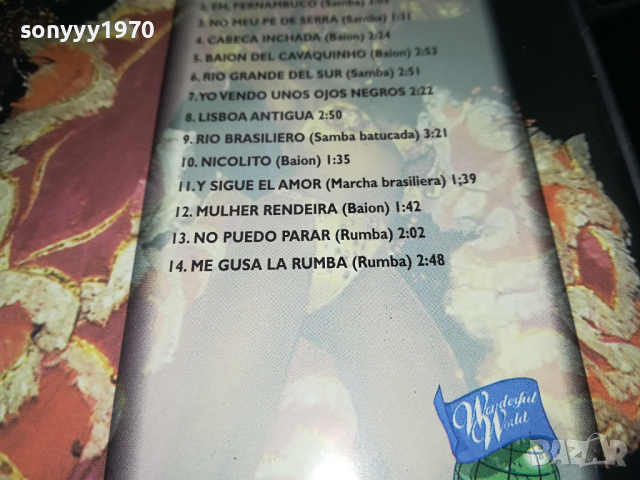 sonyyy1970
2. EH, PERNAMBUCO (Samba)
3. NO MEU PE DE SERRA (Samba) 1:31
4. CABECA INCHADA (Baion) 2:24
5. BAION DEL CAVAQUINHO (Baion) 2:53
6. RIO GRANDE DEL SUR (Samba) 2:51
7. YO VENDO UNOS OJOS NEGROS 2:22
8. LISBOA ANTIGUA 2:50
9. RIO BRASILIERO (Samba batucada) 3:21
10. NICOLITO (Baion) 1:35
11.Y SIGUE EL AMOR (Marcha brasiliera) 1;39
12. MULHER RENDEIRA (Baion) 1:42
13. NO PUEDO PARAR (Rumba) 2:02
14. ME GUSA LA RUMBA (Rumba) 2:48
Wonderful
World
BAZAR